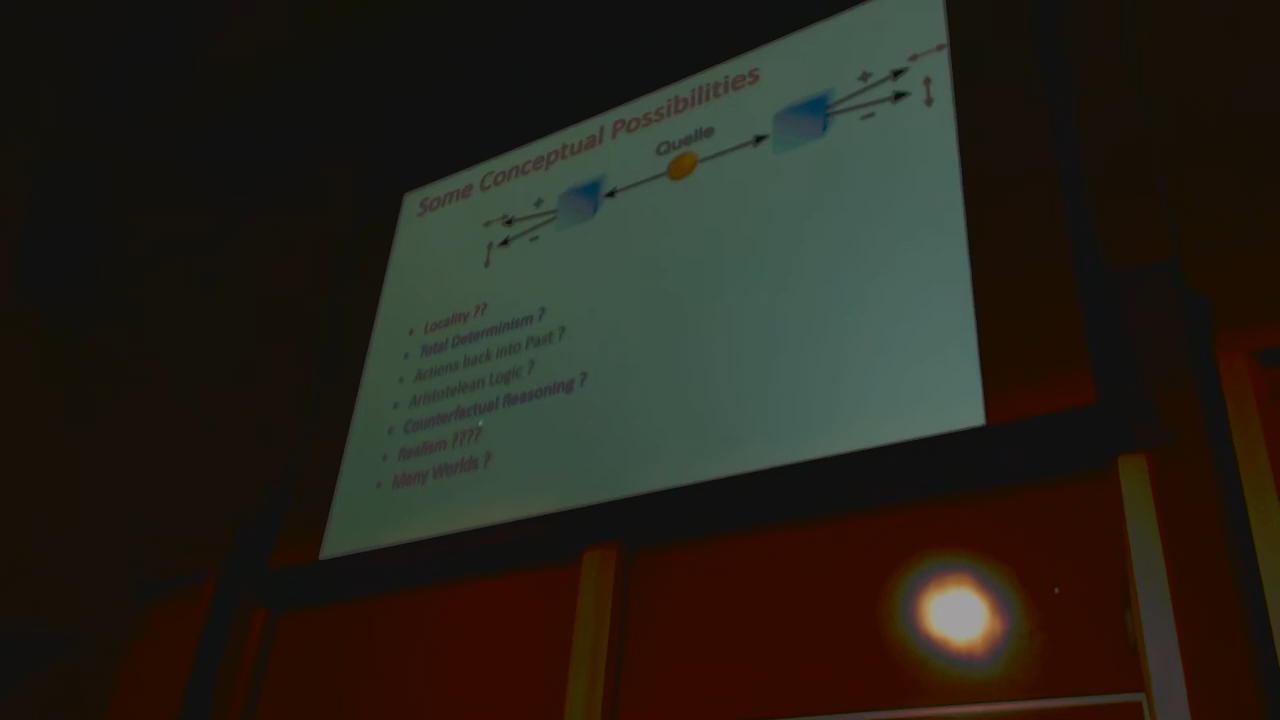 Some Conceptual Possibilities
Quelle
+
−
+
−
• Locality ??
• Total Determinism ?
• Actions back into Past ?
• Aristotelean Logic ?
• Counterfactual Reasoning ?
• Realism ????
• Many Worlds ?